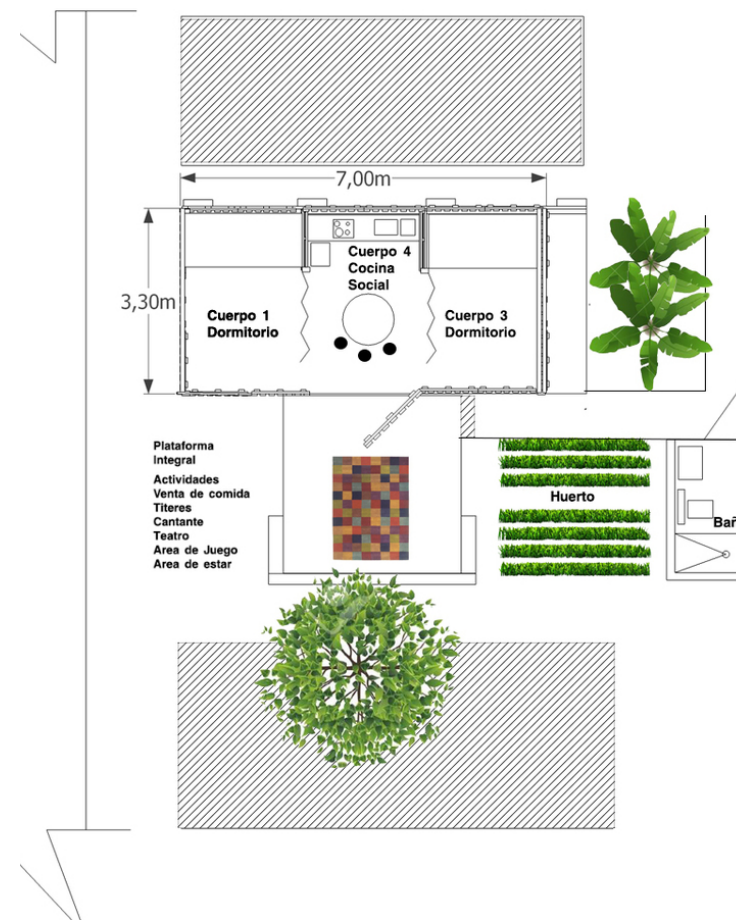 7,00m
3,30m
Cuerpo 4
Cocina
Social
Cuerpo 1
Dormitorio
Cuerpo 3
Dormitorio
Plataforma
Integral
Actividades
Venta de comida
Titeres
Cantante
Teatro
Area de Juego
Area de estar
Huerto
Bañ